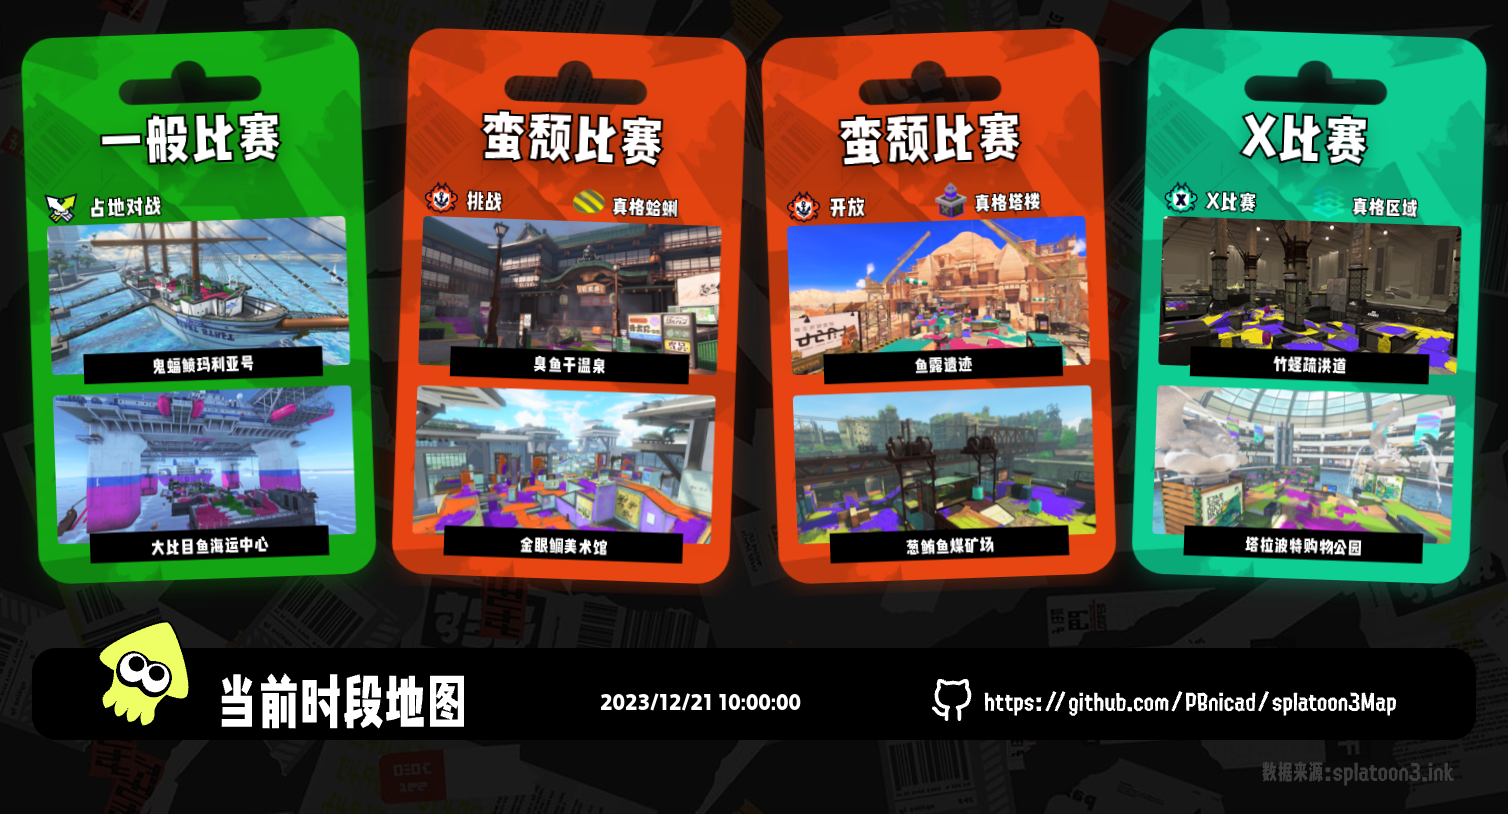 一般比赛
占地对战
鬼蝠鲼玛利亚号
大比目鱼海运中心
蛮颓比赛
挑战
真格蛤蜊
臭鱼干温泉
金眼鲷美术馆
蛮颓比赛
开放
真格塔楼
鱼露遗迹
葱鲔鱼煤矿场
X比赛
X比赛
真格区域
竹蛏疏洪道
塔拉波特购物公园
当前时段地图
2023/12/21 10:00:00
https://github.com/PBnicad/splatoon3Map
数据来源:splatoon3.ink